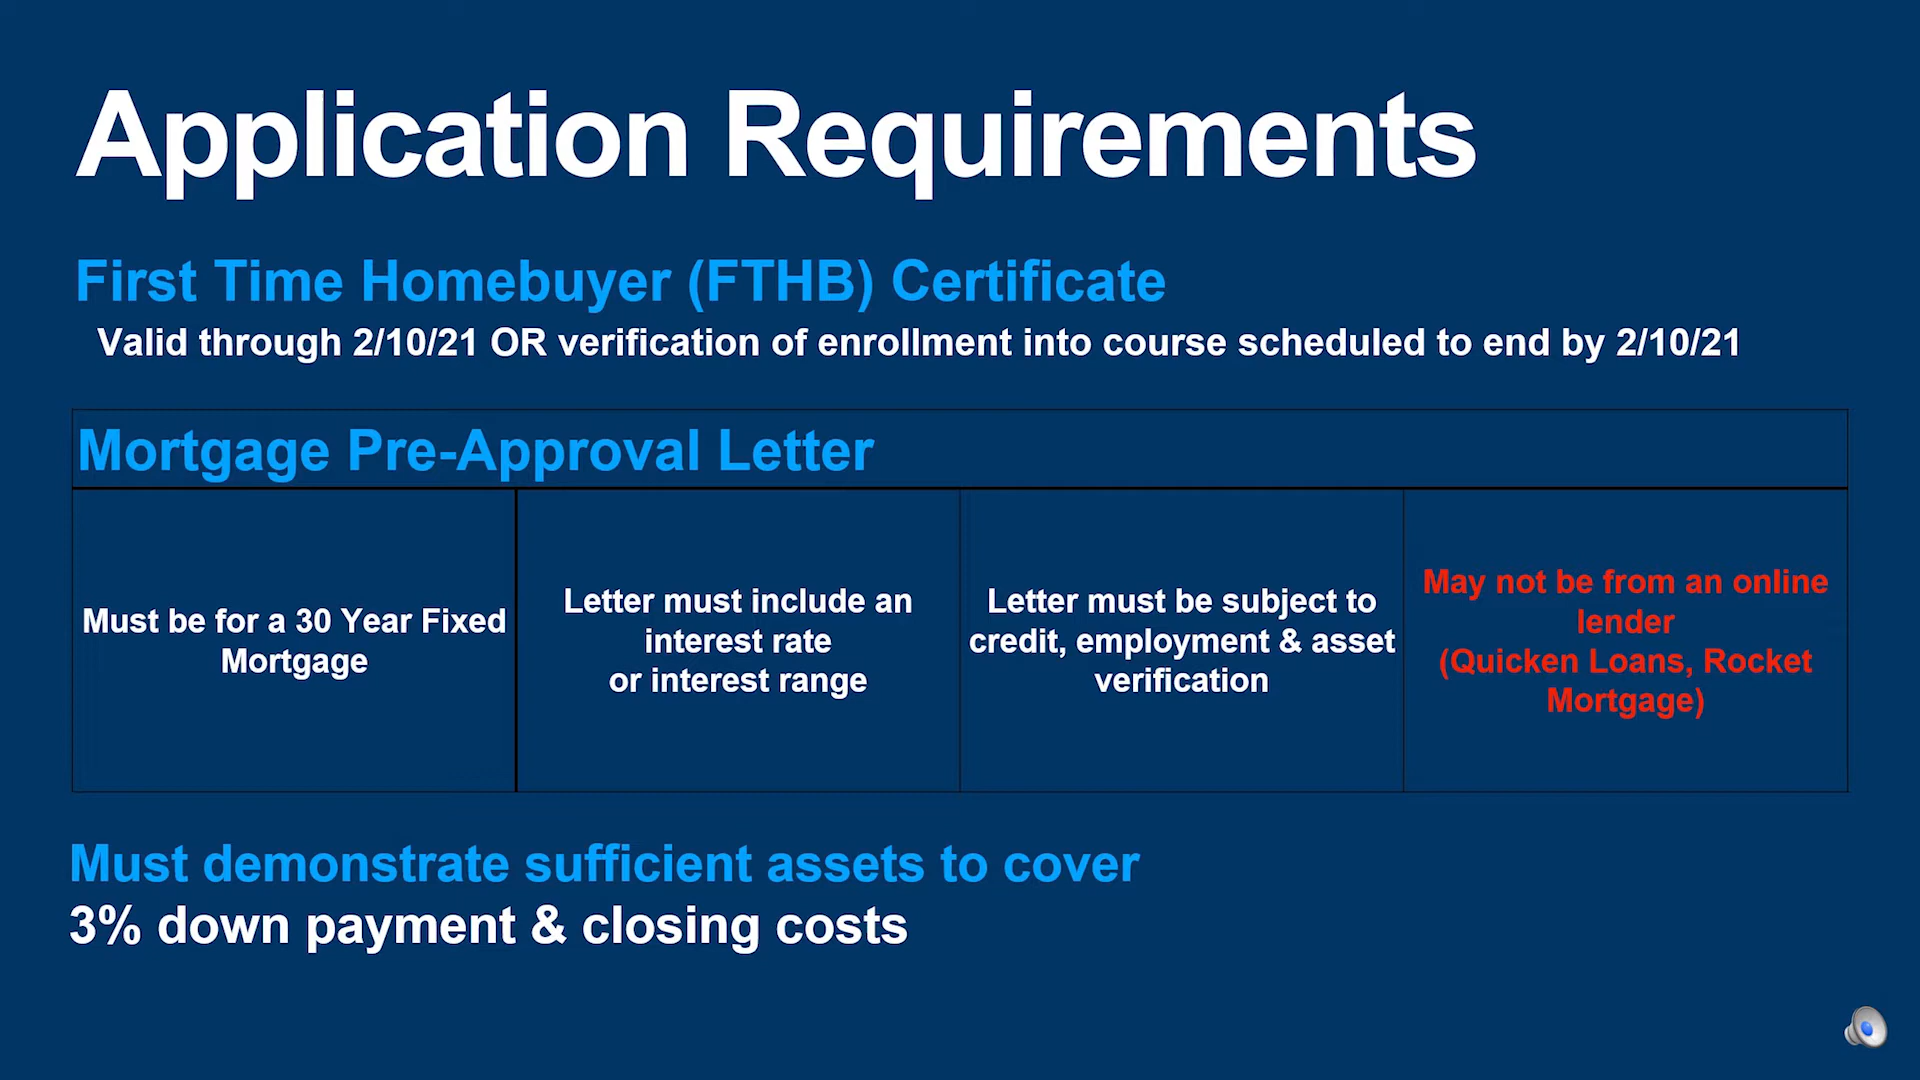 Application Requirements
First Time Homebuyer (FTHB) Certificate
Valid through 2/10/21 OR verification of enrollment into course scheduled to end by 2/10/21
Mortgage Pre-Approval Letter
Must be for a 30 Year Fixed
Mortgage
Letter must include an
interest rate
or interest range
Letter must be subject to
credit, employment & asset
verification
May not be from an online
lender
(Quicken Loans, Rocket
Mortgage)
Must demonstrate sufficient assets to cover
3% down payment & closing costs